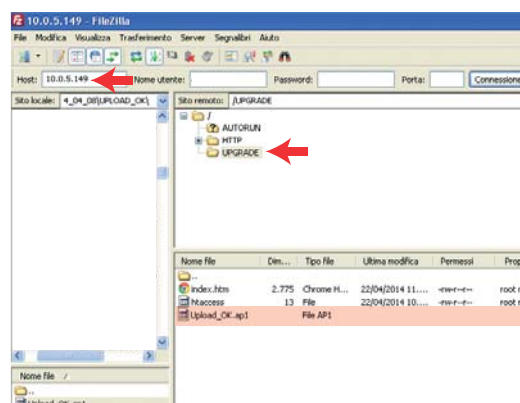 10.0.5.149 - FileZilla
File Modifica Visualizza Trasferimento Server Segnalibri Aiuto
Host: 10.0.5.149 Nome utente: Password: Porta: Connessione
Sito locale: 4_04_08\UPLOAD_OK\ Sito remoto: /UPGRADE
/
AUTORUN
HTTP
UPGRADE
Nome file Dim... Tipo file Ultima modifica Permessi Prop
..
index.htm 2.775 Chrome H... 22/04/2014 11.... -rw-r--r-- root r
htaccess 13 File 22/04/2014 10.... -rw-r--r-- root r
Upload_OK.ap1 File AP1
Nome file /
..
Upload_OK.ap1